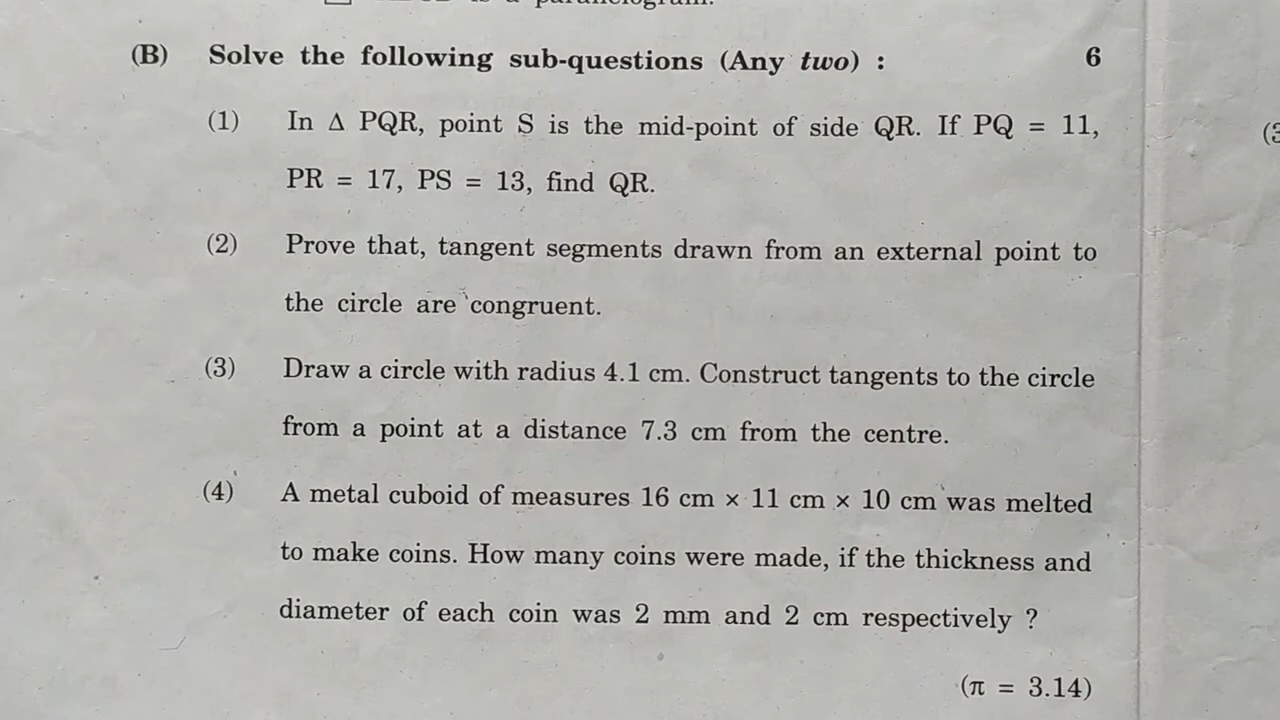 is a parallelogram.
(B) Solve the following sub-questions (Any two) : 6
(1) In Δ PQR, point S is the mid-point of side QR. If PQ = 11,
PR = 17, PS = 13, find QR.
(2) Prove that, tangent segments drawn from an external point to
the circle are congruent.
(3) Draw a circle with radius 4.1 cm. Construct tangents to the circle
from a point at a distance 7.3 cm from the centre.
(4) A metal cuboid of measures 16 cm × 11 cm × 10 cm was melted
to make coins. How many coins were made, if the thickness and
diameter of each coin was 2 mm and 2 cm respectively ?
(π = 3.14)